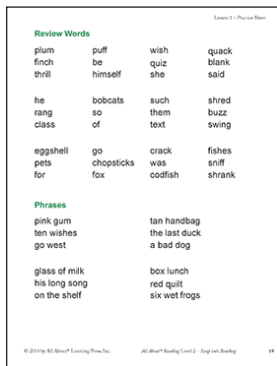 Lesson 1 – Practice Sheet
Review Words
plum puff wish quack
finch be quiz blank
thrill himself she said
he bobcats such shred
rang so them buzz
class of text swing
eggshell go crack fishes
pets chopsticks was sniff
for fox codfish shrank
Phrases
pink gum tan handbag
ten wishes the last duck
go west a bad dog
glass of milk box lunch
his long song red quilt
on the shelf six wet frogs
© 2019 by All About® Learning Press, Inc. All About® Reading Level 2 – Leap into Reading 19